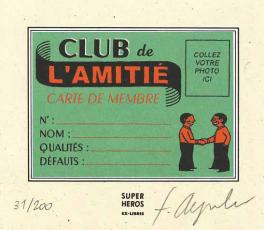 CLUB de
L'AMITIÉ
CARTE DE MEMBRE
COLLEZ
VOTRE
PHOTO
ICI
N° :
NOM :
QUALITÉS :
DÉFAUTS :
31/200
SUPER
HEROS
EX-LIBRIS